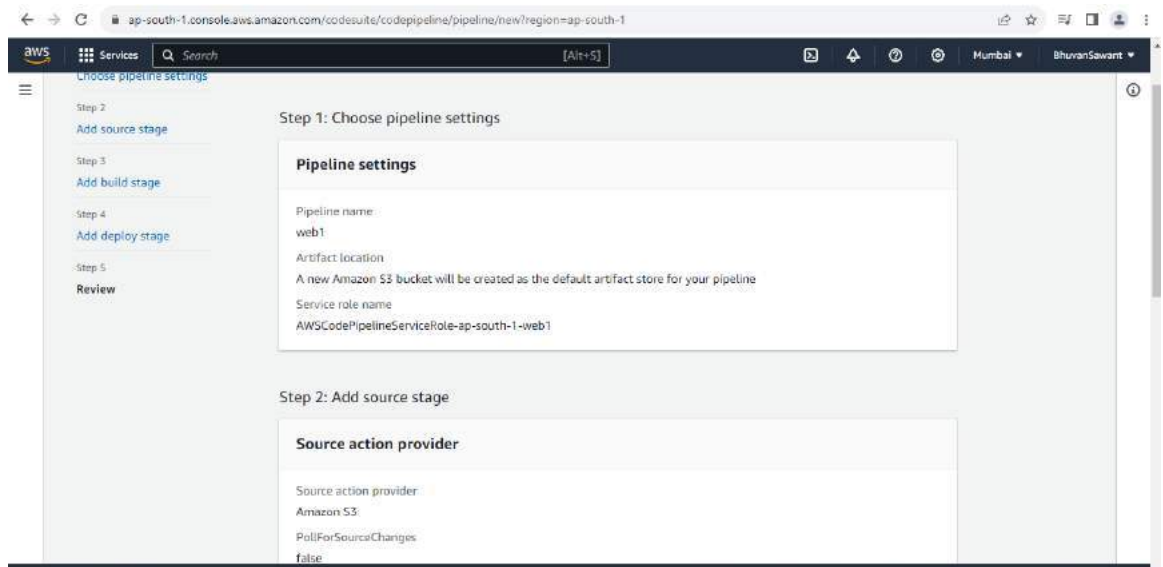 ap-south-1.console.aws.amazon.com/codesuite/codepipeline/pipeline/new?region=ap-south-1
aws Services Search [Alt+S] Mumbai BhuvanSawant
Choose pipeline settings
Step 2
Add source stage
Step 3
Add build stage
Step 4
Add deploy stage
Step 5
Review
Step 1: Choose pipeline settings
Pipeline settings
Pipeline name
web1
Artifact location
A new Amazon S3 bucket will be created as the default artifact store for your pipeline
Service role name
AWSCodePipelineServiceRole-ap-south-1-web1
Step 2: Add source stage
Source action provider
Source action provider
Amazon S3
PollForSourceChanges
false